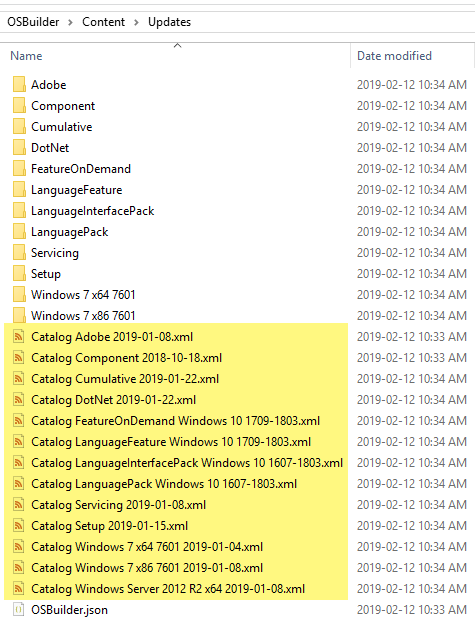 OSBuilder > Content > Updates
Name Date modified
Adobe 2019-02-12 10:34 AM
Component 2019-02-12 10:34 AM
Cumulative 2019-02-12 10:34 AM
DotNet 2019-02-12 10:34 AM
FeatureOnDemand 2019-02-12 10:34 AM
LanguageFeature 2019-02-12 10:34 AM
LanguageInterfacePack 2019-02-12 10:34 AM
LanguagePack 2019-02-12 10:34 AM
Servicing 2019-02-12 10:34 AM
Setup 2019-02-12 10:34 AM
Windows 7 x64 7601 2019-02-12 10:34 AM
Windows 7 x86 7601 2019-02-12 10:34 AM
Catalog Adobe 2019-01-08.xml 2019-02-12 10:33 AM
Catalog Component 2018-10-18.xml 2019-02-12 10:33 AM
Catalog Cumulative 2019-01-22.xml 2019-02-12 10:34 AM
Catalog DotNet 2019-01-22.xml 2019-02-12 10:34 AM
Catalog FeatureOnDemand Windows 10 1709-1803.xml 2019-02-12 10:34 AM
Catalog LanguageFeature Windows 10 1709-1803.xml 2019-02-12 10:34 AM
Catalog LanguageInterfacePack Windows 10 1607-1803.xml 2019-02-12 10:34 AM
Catalog LanguagePack Windows 10 1607-1803.xml 2019-02-12 10:34 AM
Catalog Servicing 2019-01-08.xml 2019-02-12 10:34 AM
Catalog Setup 2019-01-15.xml 2019-02-12 10:34 AM
Catalog Windows 7 x64 7601 2019-01-04.xml 2019-02-12 10:34 AM
Catalog Windows 7 x86 7601 2019-01-08.xml 2019-02-12 10:34 AM
Catalog Windows Server 2012 R2 x64 2019-01-08.xml 2019-02-12 10:34 AM
OSBuilder.json 2019-02-12 10:33 AM